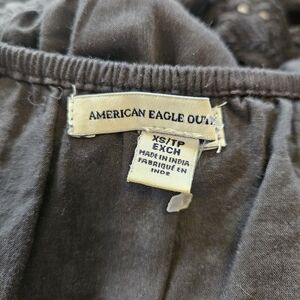 AMERICAN EAGLE OUT
XS/TP
EXCH
MADE IN INDIA
FABRIQUÉ EN
INDE